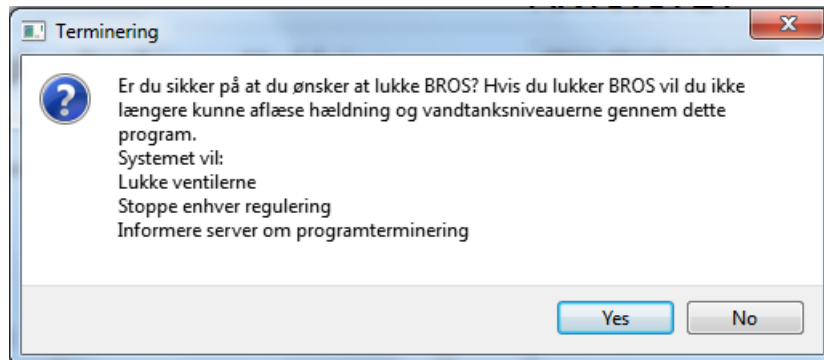 Terminering
Er du sikker på at du ønsker at lukke BROS? Hvis du lukker BROS vil du ikke
længere kunne aflæse hældning og vandtanksniveauerne gennem dette
program.
Systemet vil:
Lukke ventilerne
Stoppe enhver regulering
Informere server om programterminering
Yes
No